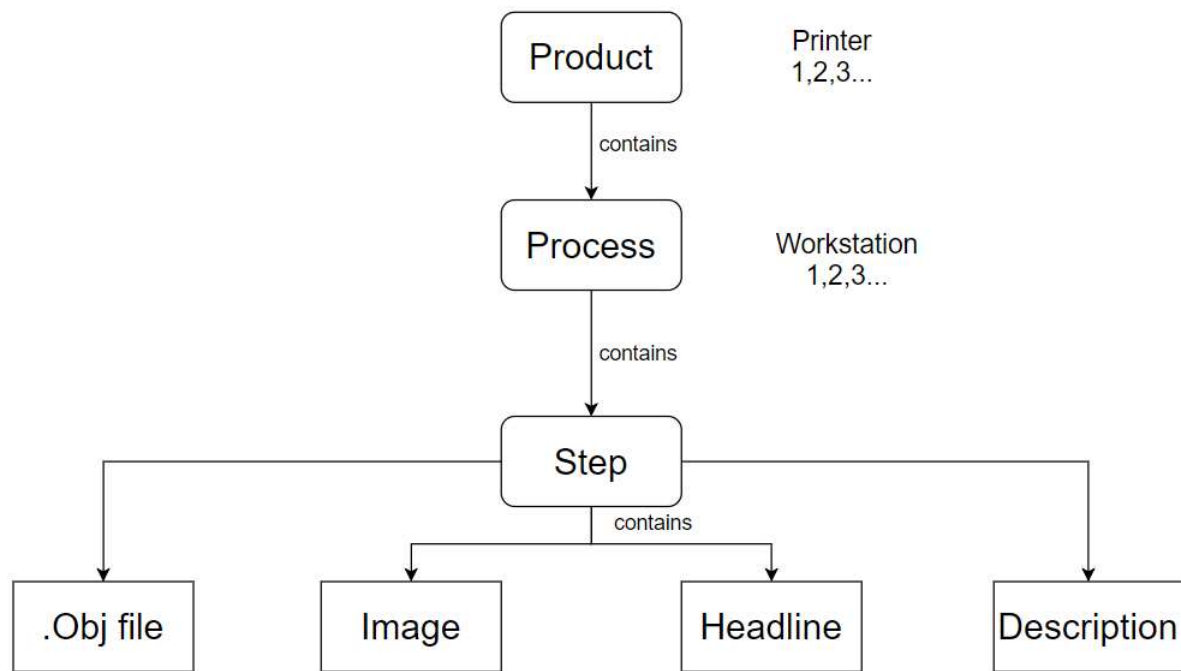 Product
Printer
1,2,3...
contains
Process
Workstation
1,2,3...
contains
Step
contains
.Obj file
Image
Headline
Description